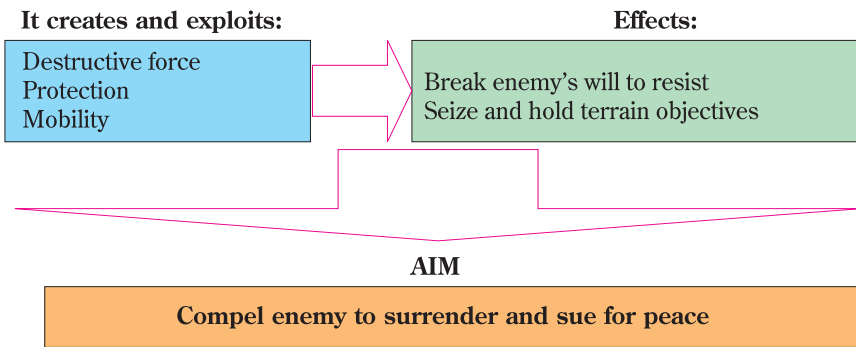 It creates and exploits:
Effects:
Destructive force
Protection
Mobility
Break enemy’s will to resist
Seize and hold terrain objectives
AIM
Compel enemy to surrender and sue for peace